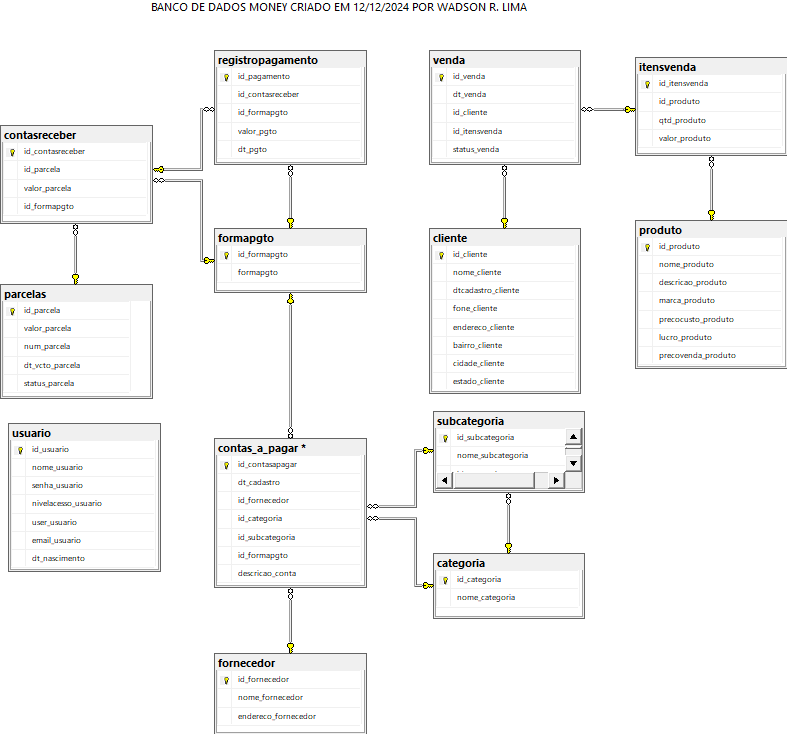 BANCO DE DADOS MONEY CRIADO EM 12/12/2024 POR WADSON R. LIMA
registropagamento
id_pagamento
id_contasreceber
id_formapgto
valor_pgto
dt_pgto
venda
id_venda
dt_venda
id_cliente
id_itensvenda
status_venda
itensvenda
id_itensvenda
id_produto
qtd_produto
valor_produto
contasreceber
id_contasreceber
id_parcela
valor_parcela
id_formapgto
formapgto
id_formapgto
formapgto
cliente
id_cliente
nome_cliente
dtcadastro_cliente
fone_cliente
endereco_cliente
bairro_cliente
cidade_cliente
estado_cliente
produto
id_produto
nome_produto
descricao_produto
marca_produto
precocusto_produto
lucro_produto
precovenda_produto
parcelas
id_parcela
valor_parcela
num_parcela
dt_vcto_parcela
status_parcela
usuario
id_usuario
nome_usuario
senha_usuario
nivelacesso_usuario
user_usuario
email_usuario
dt_nascimento
contas_a_pagar *
id_contasapagar
dt_cadastro
id_fornecedor
id_categoria
id_subcategoria
id_formapgto
descricao_conta
subcategoria
id_subcategoria
nome_subcategoria
categoria
id_categoria
nome_categoria
fornecedor
id_fornecedor
nome_fornecedor
endereco_fornecedor